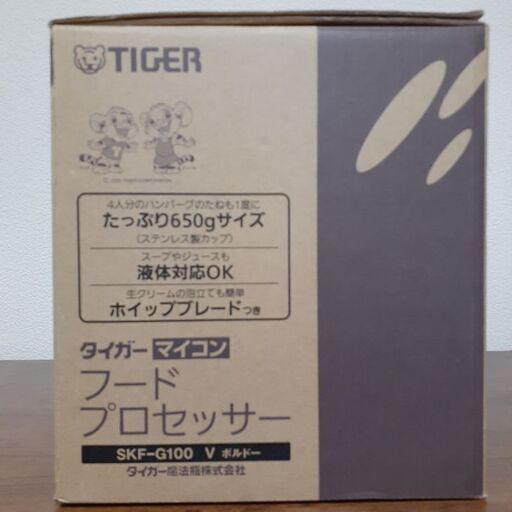 TIGER
4人分のハンバーグのたねも1度に
たっぷり650gサイズ
(ステンレス製カップ)
スープやジュースも
液体対応OK
生クリームの泡立ても簡単
ホイップブレードつき
タイガー マイコン
フード
プロセッサー
SKF-G100 V ボルドー
タイガー魔法瓶株式会社